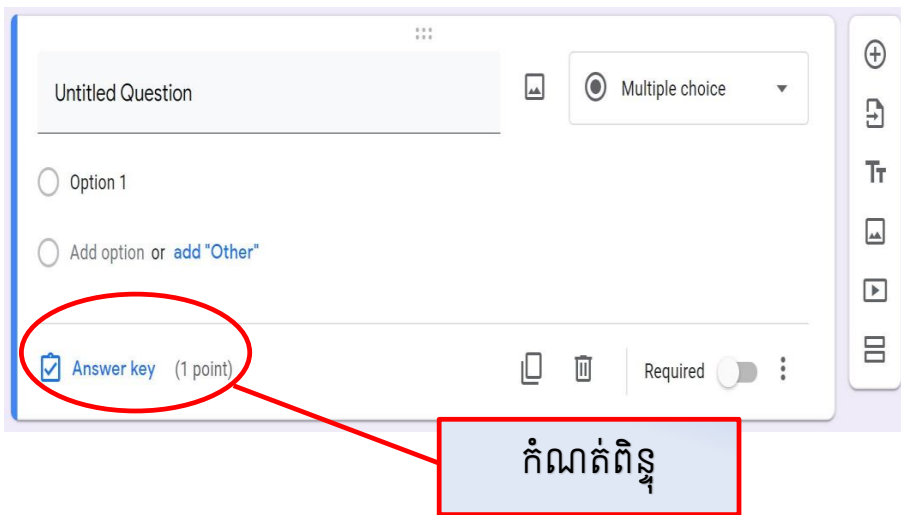 Untitled Question
Multiple choice
Option 1
Add option or add "Other"
Answer key (1 point)
Required
Tт
កំណត់ពិន្ទុ